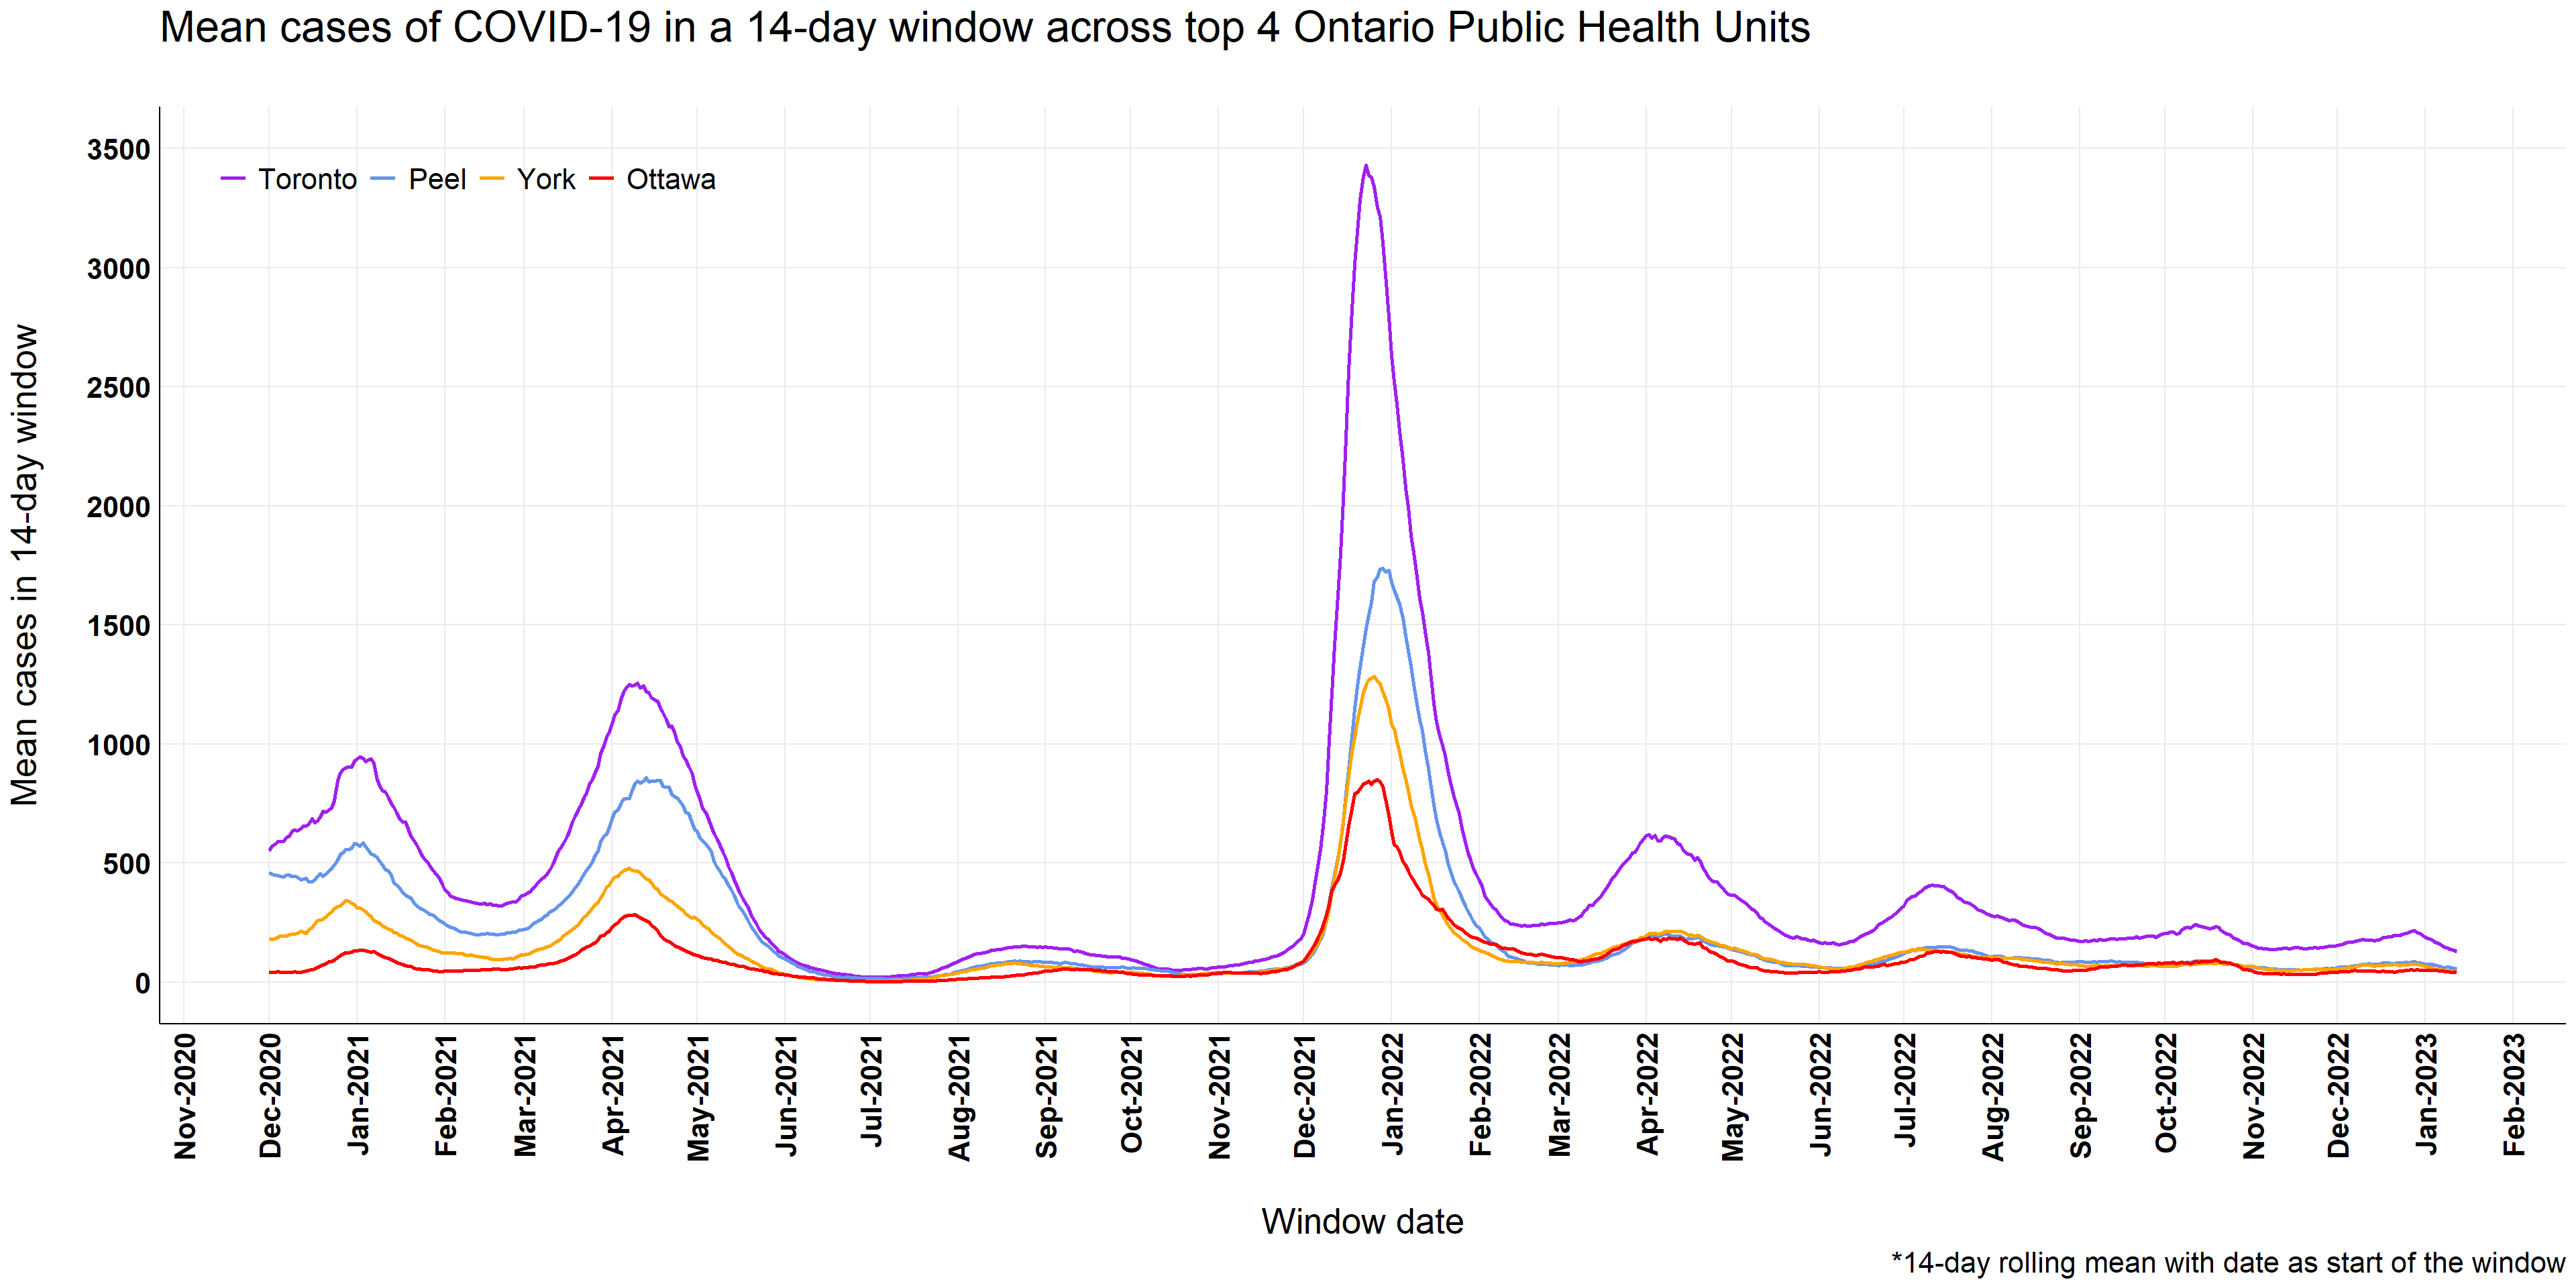 Mean cases of COVID-19 in a 14-day window across top 4 Ontario Public Health Units
Mean cases in 14-day window
3500
3000
2500
2000
1500
1000
500
0
Toronto Peel York Ottawa
Nov-2020
Dec-2020
Jan-2021
Feb-2021
Mar-2021
Apr-2021
May-2021
Jun-2021
Jul-2021
Aug-2021
Sep-2021
Oct-2021
Nov-2021
Dec-2021
Jan-2022
Feb-2022
Mar-2022
Apr-2022
May-2022
Jun-2022
Jul-2022
Aug-2022
Sep-2022
Oct-2022
Nov-2022
Dec-2022
Jan-2023
Feb-2023
Window date
*14-day rolling mean with date as start of the window